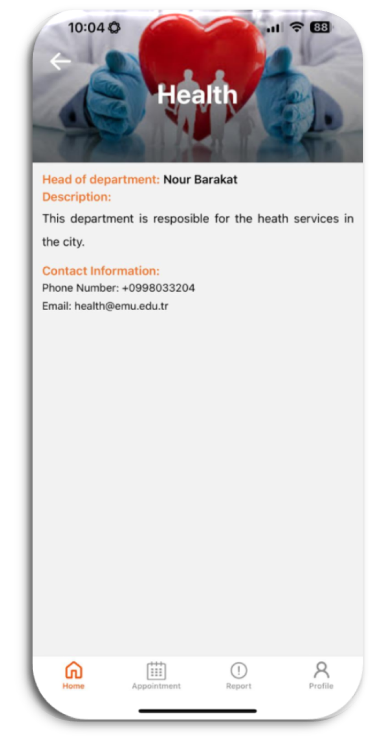 10:04
88
Health
Head of department: Nour Barakat
Description:
This department is resposible for the heath services in
the city.
Contact Information:
Phone Number: +0998033204
Email: health@emu.edu.tr
Home Appointment Report Profile